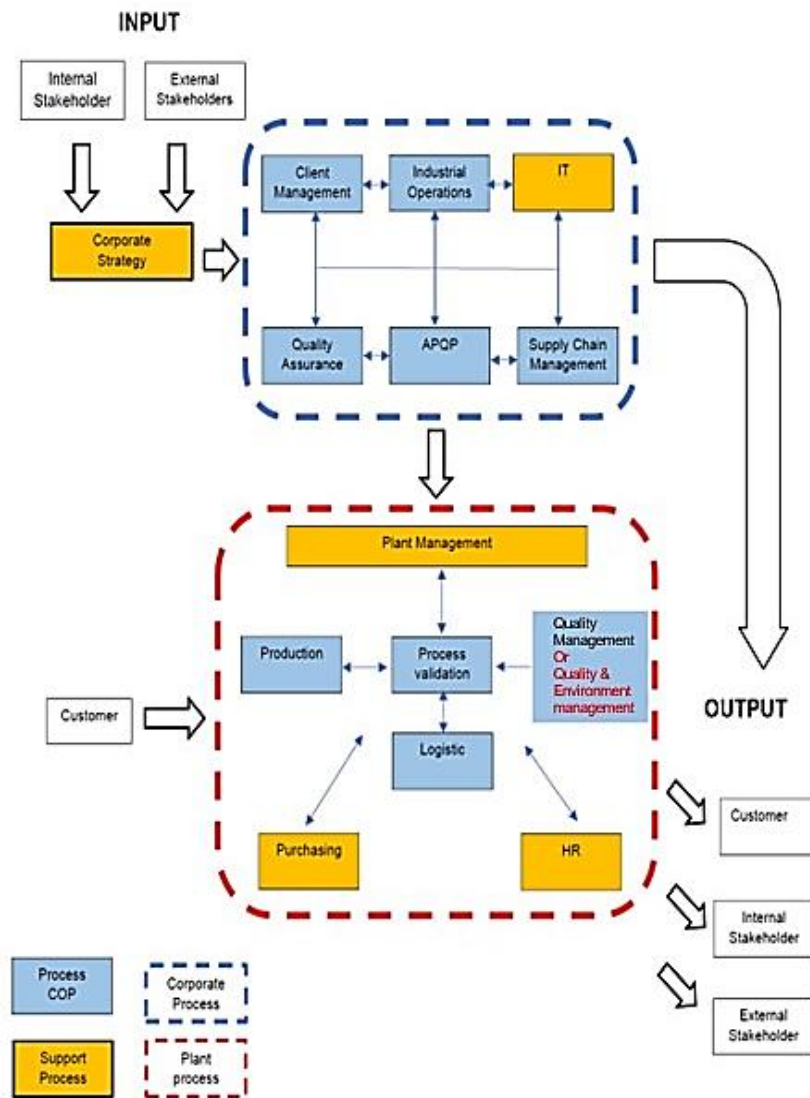 INPUT
Internal
Stakeholder
External
Stakeholders
Corporate
Strategy
Client
Management
Industrial
Operations
IT
Quality
Assurance
APQP
Supply Chain
Management
Plant Management
Production
Process
validation
Quality
Management
Or
Quality &
Environment
management
Customer
Logistic
Purchasing
HR
OUTPUT
Customer
Internal
Stakeholder
External
Stakeholder
Process
COP
Corporate
Process
Support
Process
Plant
process